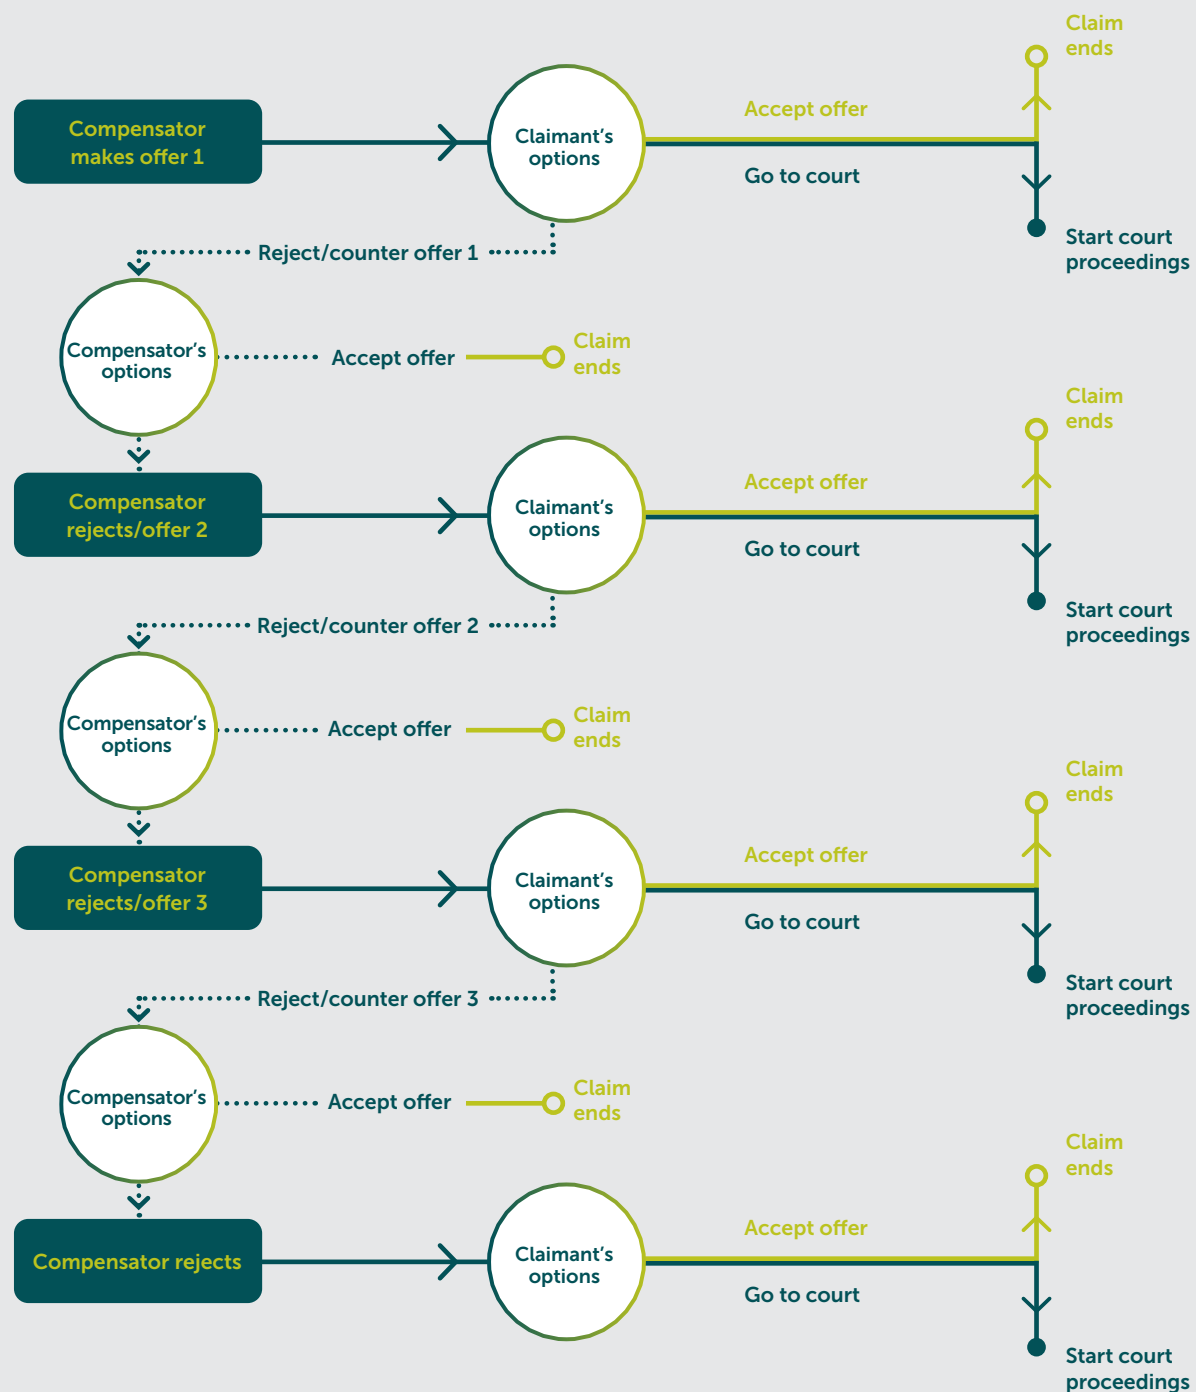 Claim
ends
Compensator
makes offer 1
Claimant's
options
Accept offer
Go to court
Start court
proceedings
Reject/counter offer 1
Compensator's
options
Accept offer
Claim
ends
Claim
ends
Compensator
rejects/offer 2
Claimant's
options
Accept offer
Go to court
Start court
proceedings
Reject/counter offer 2
Compensator's
options
Accept offer
Claim
ends
Claim
ends
Compensator
rejects/offer 3
Claimant's
options
Accept offer
Go to court
Start court
proceedings
Reject/counter offer 3
Compensator's
options
Accept offer
Claim
ends
Claim
ends
Compensator rejects
Claimant's
options
Accept offer
Go to court
Start court
proceedings